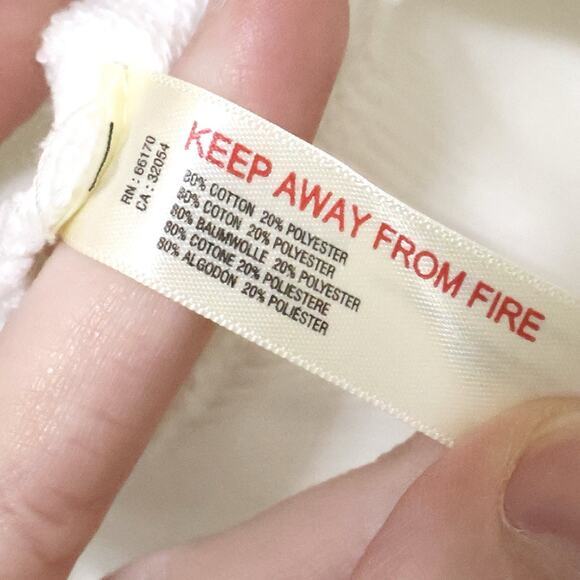 RN : 66170
CA : 32054
KEEP AWAY FROM FIRE
80% COTTON 20% POLYESTER
80% COTON 20% POLYESTER
80% BAUMWOLLE 20% POLYESTER
80% COTONE 20% POLIESTERE
80% ALGODÓN 20% POLIÉSTER